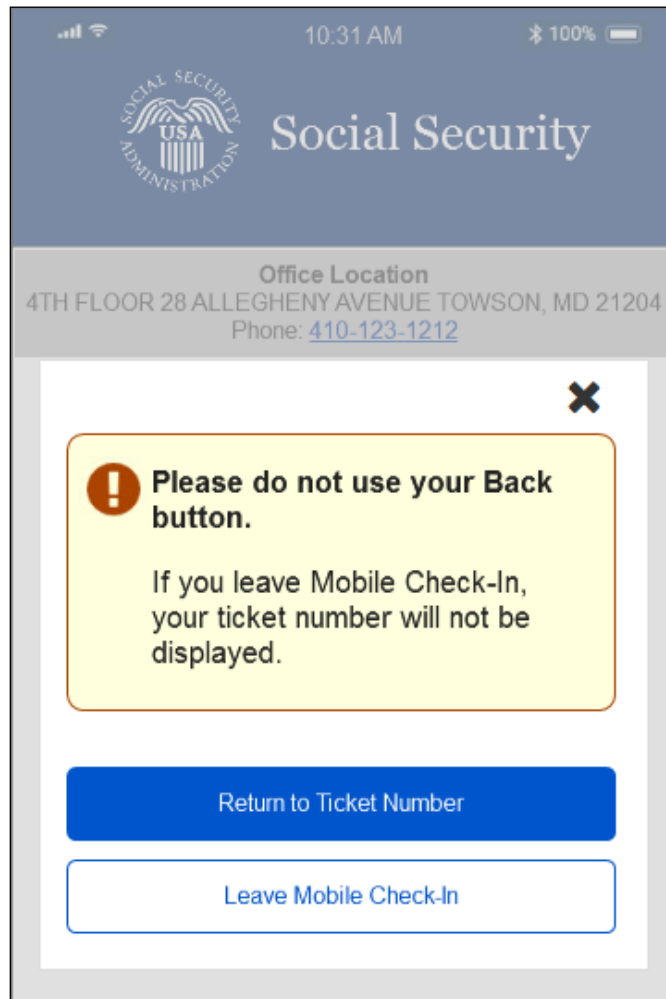 10:31 AM
100%
SOCIAL SECURITY ADMINISTRATION
USA
Social Security
Office Location
4TH FLOOR 28 ALLEGHENY AVENUE TOWSON, MD 21204
Phone: 410-123-1212
Please do not use your Back
button.
If you leave Mobile Check-In,
your ticket number will not be
displayed.
Return to Ticket Number
Leave Mobile Check-In